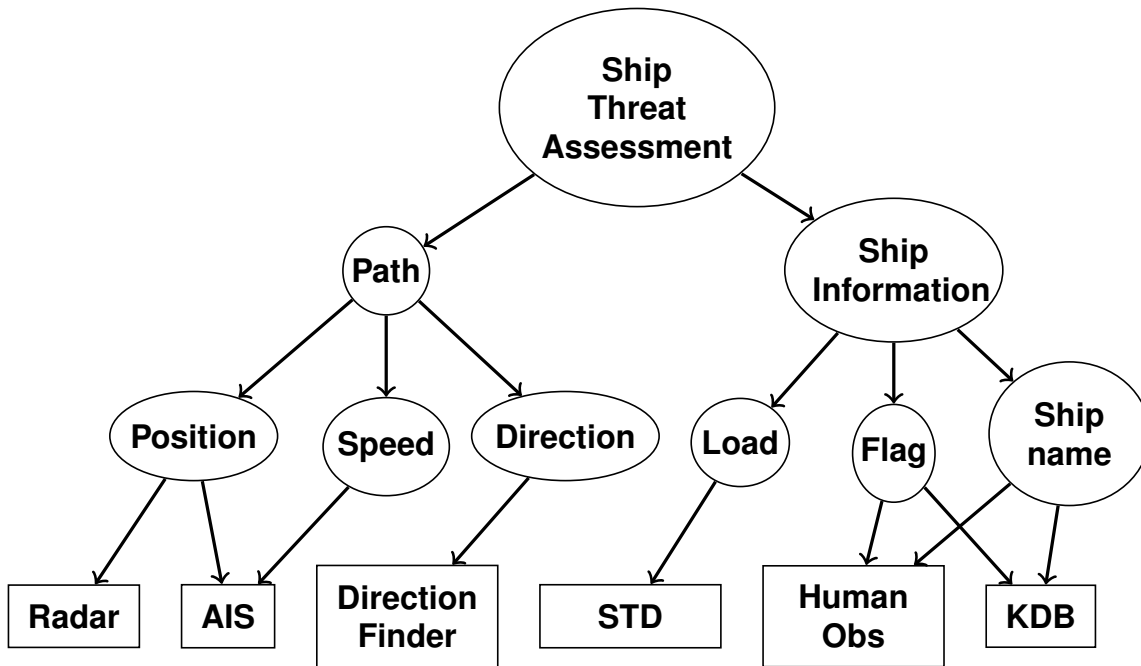 Ship
Threat
Assessment
Path
Ship
Information
Position
Speed
Direction
Load
Flag
Ship
name
Radar
AIS
Direction
Finder
STD
Human
Obs
KDB